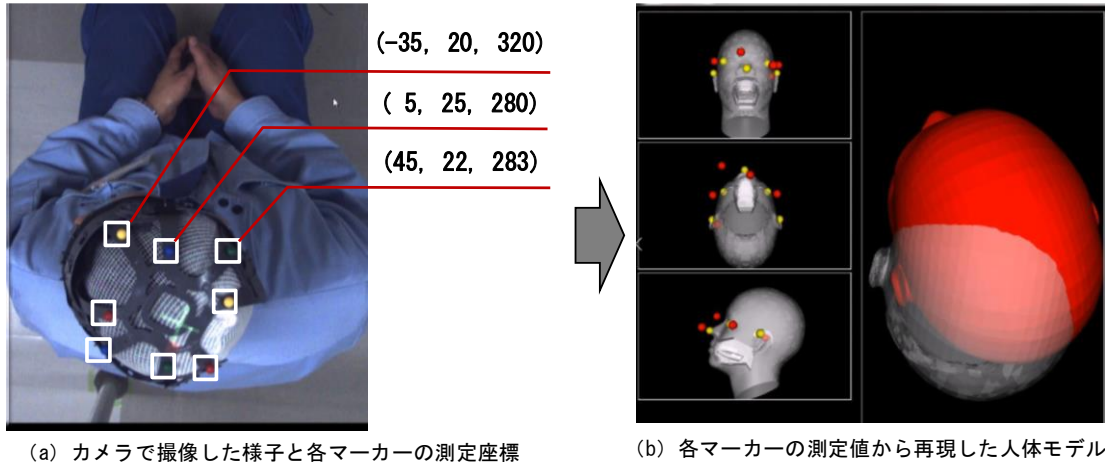 (-35, 20, 320)
( 5, 25, 280)
(45, 22, 283)
(a) カメラで撮像した様子と各マーカーの測定座標
(b) 各マーカーの測定値から再現した人体モデル